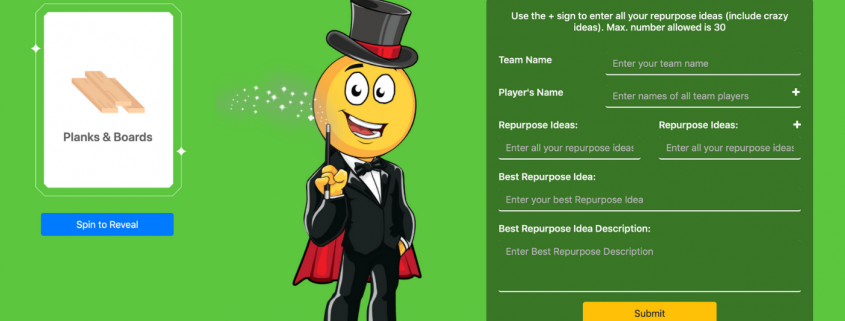 Planks & Boards
Spin to Reveal
Use the + sign to enter all your repurpose ideas (include crazy
ideas). Max. number allowed is 30
Team Name
Enter your team name
Player's Name
Enter names of all team players
+
Repurpose Ideas:
Repurpose Ideas:
+
Enter all your repurpose ideas
Enter all your repurpose ideas
Best Repurpose Idea:
Enter your best Repurpose Idea
Best Repurpose Idea Description:
Enter Best Repurpose Description
Submit